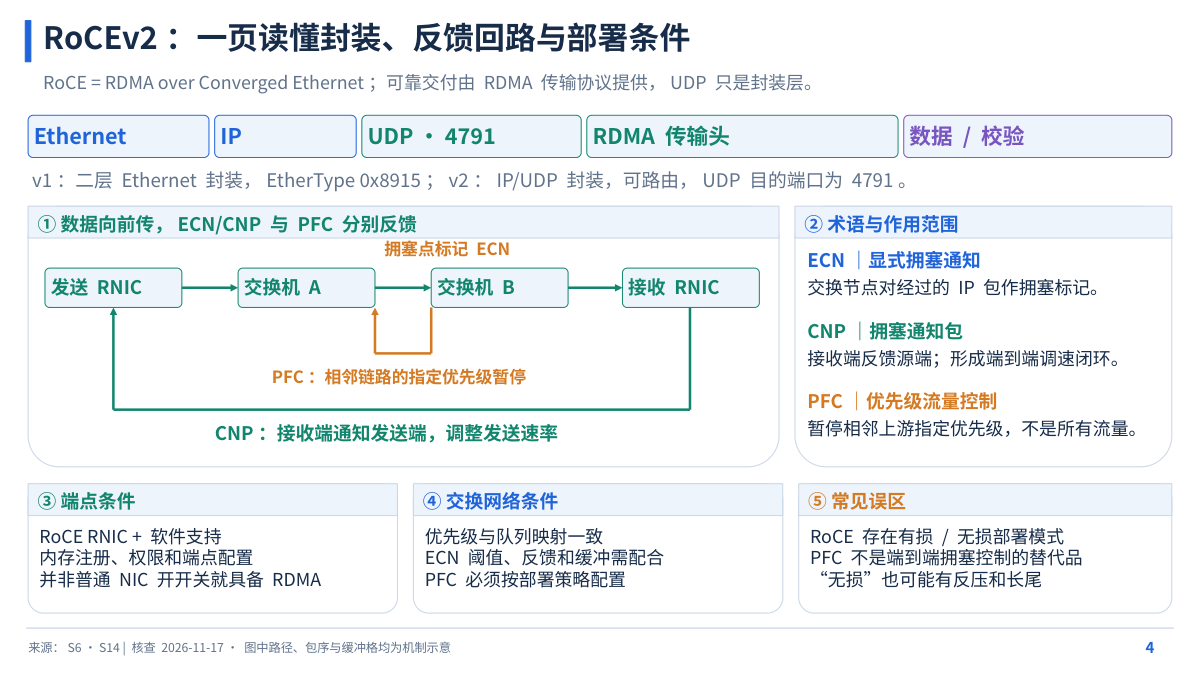 RoCEv2：一页读懂封装、反馈回路与部署条件
RoCE = RDMA over Converged Ethernet；可靠交付由 RDMA 传输协议提供，UDP 只是封装层。
Ethernet
IP
UDP · 4791
RDMA 传输头
数据 / 校验
v1：二层 Ethernet 封装，EtherType 0x8915；v2：IP/UDP 封装，可路由，UDP 目的端口为 4791。
① 数据向前传，ECN/CNP 与 PFC 分别反馈
拥塞点标记 ECN
发送 RNIC
交换机 A
交换机 B
接收 RNIC
PFC：相邻链路的指定优先级暂停
CNP：接收端通知发送端，调整发送速率
② 术语与作用范围
ECN｜显式拥塞通知
交换节点对经过的 IP 包作拥塞标记。
CNP｜拥塞通知包
接收端反馈源端；形成端到端调速闭环。
PFC｜优先级流量控制
暂停相邻上游指定优先级，不是所有流量。
③ 端点条件
RoCE RNIC + 软件支持
内存注册、权限和端点配置
并非普通 NIC 开开关就具备 RDMA
④ 交换网络条件
优先级与队列映射一致
ECN 阈值、反馈和缓冲需配合
PFC 必须按部署策略配置
⑤ 常见误区
RoCE 存在有损 / 无损部署模式
PFC 不是端到端拥塞控制的替代品
“无损”也可能有反压和长尾
来源：S6 · S14 | 核查 2026-11-17 · 图中路径、包序与缓冲格均为机制示意
4